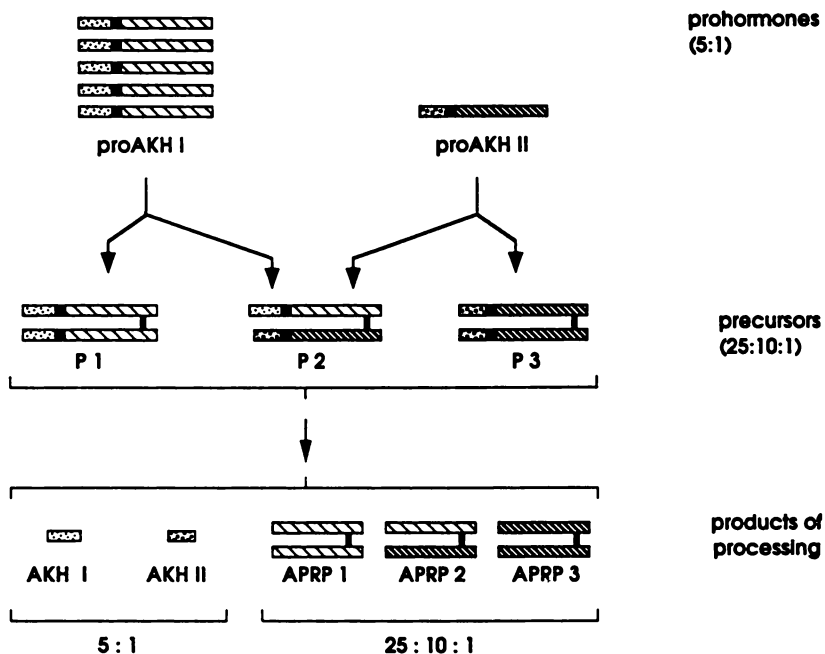 prohormones
(5:1)
proAKH I
proAKH II
P 1
P 2
P 3
precursors
(25:10:1)
AKH I
AKH II
APRP 1
APRP 2
APRP 3
products of
processing
5 : 1
25 : 10 : 1